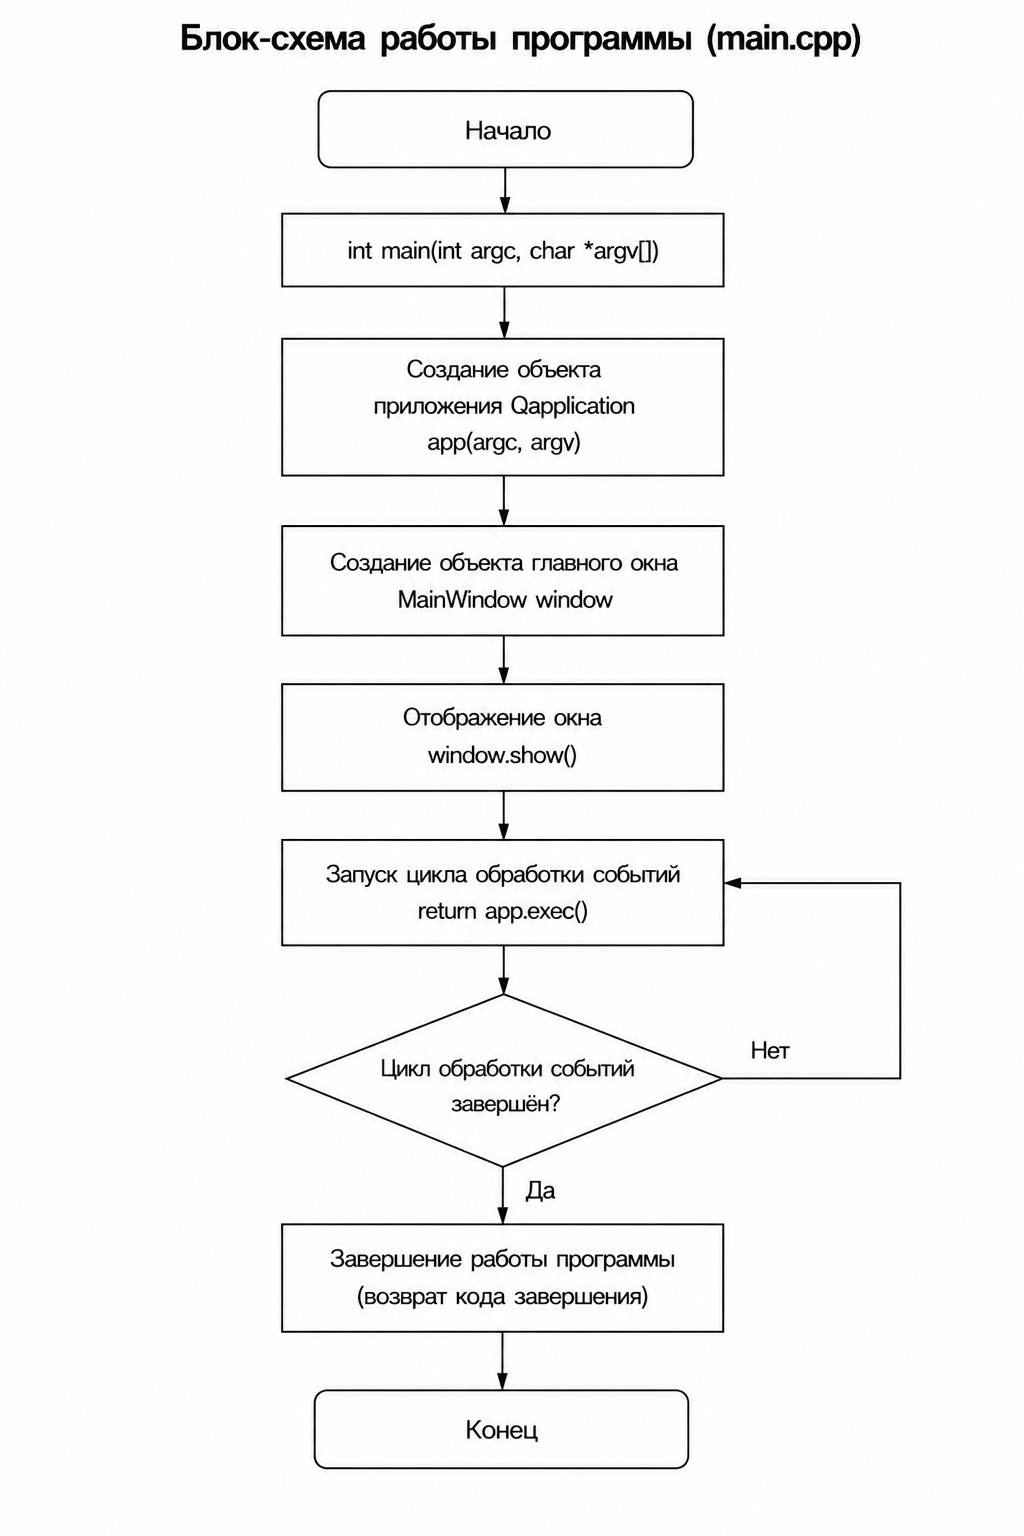 Блок-схема работы программы (main.cpp)
Начало
int main(int argc, char *argv[])
Создание объекта
приложения Qapplication
app(argc, argv)
Создание объекта главного окна
MainWindow window
Отображение окна
window.show()
Запуск цикла обработки событий
return app.exec()
Цикл обработки событий
завершён?
Нет
Да
Завершение работы программы
(возврат кода завершения)
Конец